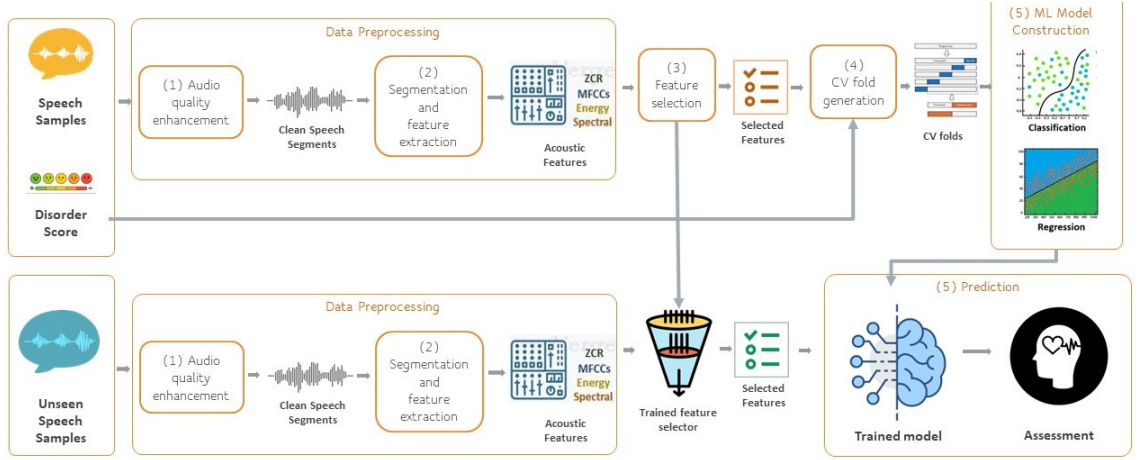 Data Preprocessing
(5) ML Model
Construction
Speech
Samples
(1) Audio
quality
enhancement
Clean Speech
Segments
(2)
Segmentation
and
feature
extraction
ZCR
MFCCs
Energy
Spectral
Acoustic
Features
(3)
Feature
selection
Selected
Features
(4)
CV fold
generation
CV folds
Classification
Regression
Disorder
Score
Data Preprocessing
(5) Prediction
Unseen
Speech
Samples
(1) Audio
quality
enhancement
Clean Speech
Segments
(2)
Segmentation
and
feature
extraction
ZCR
MFCCs
Energy
Spectral
Acoustic
Features
Trained feature
selector
Selected
Features
Trained model
Assessment